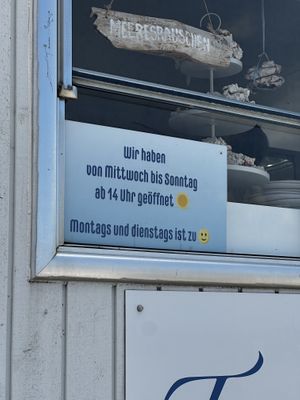 MEERESRAUSCHEN
Wir haben
von Mittwoch bis Sonntag
ab 14 Uhr geöffnet
Montags und dienstags ist zu